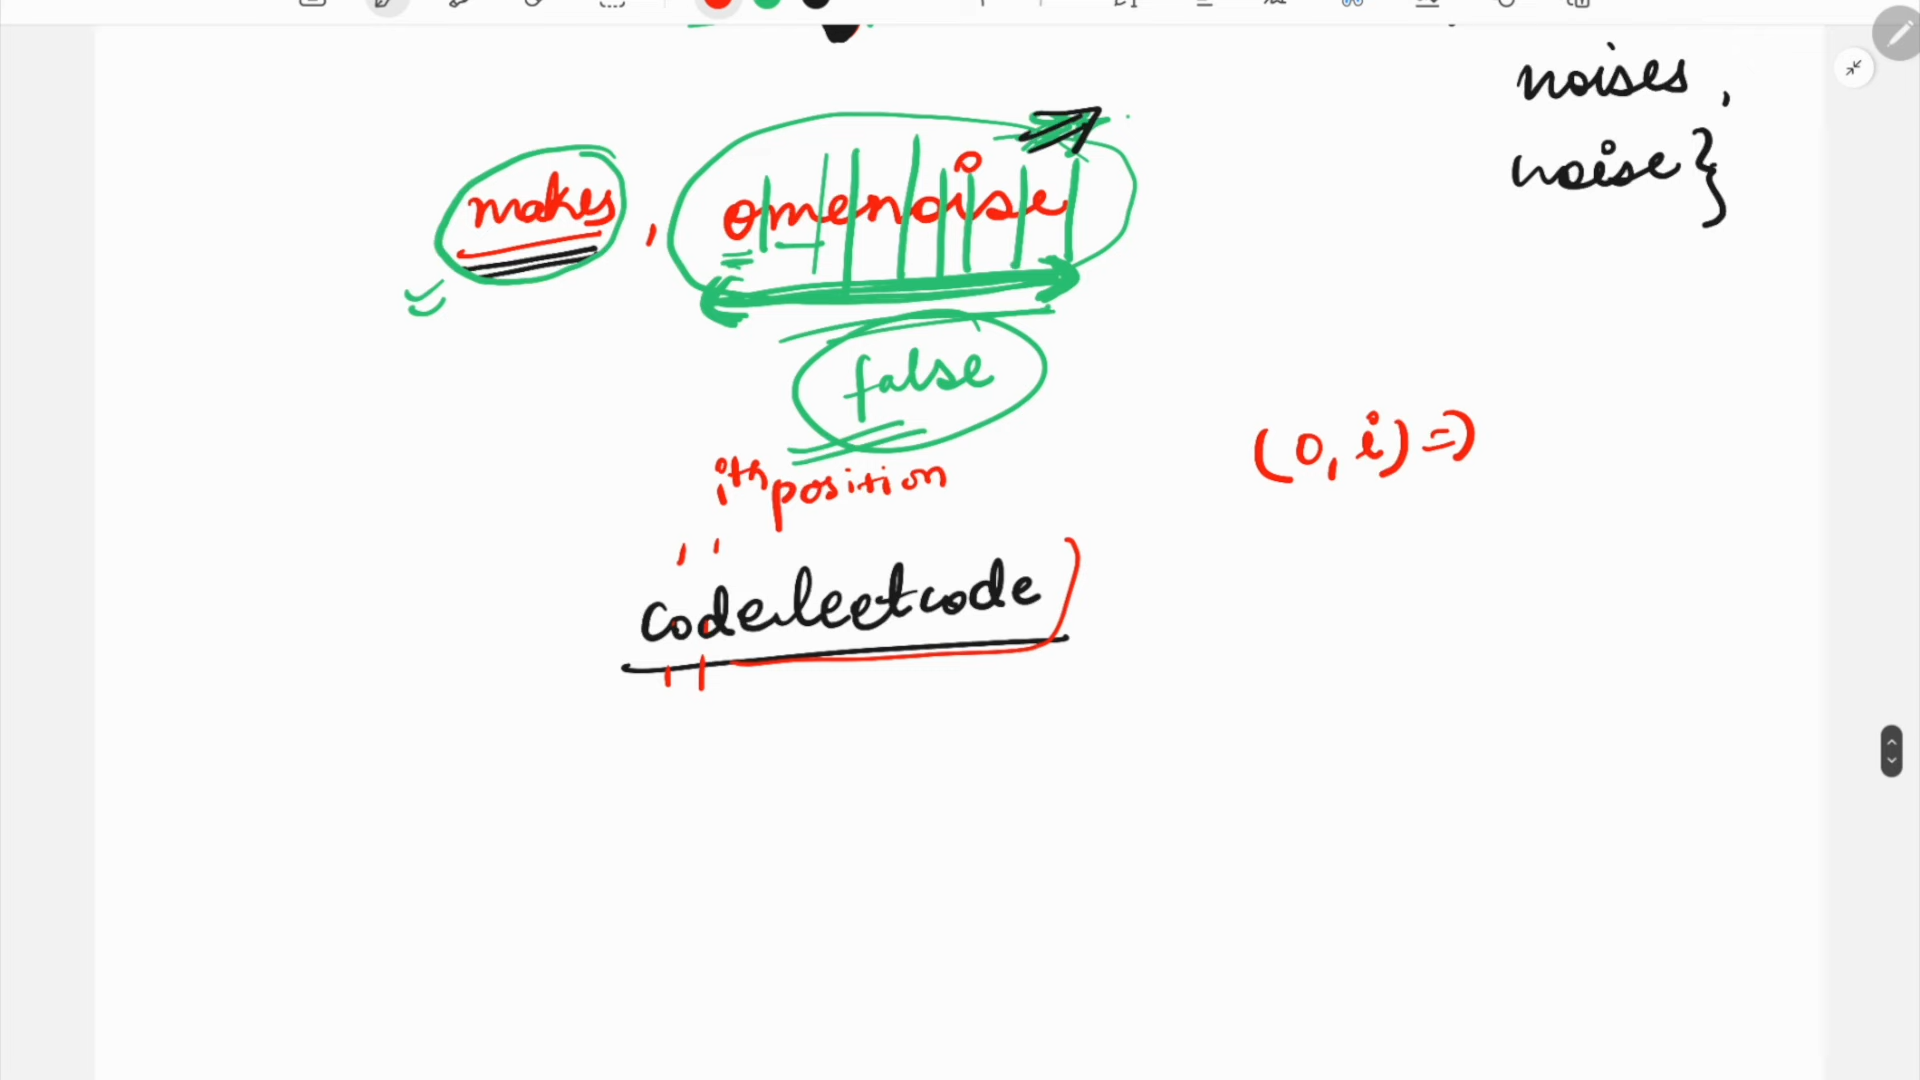 noises,
noise}
makes, omenoise
false
(0, i) =>
ith position
codeleetcode